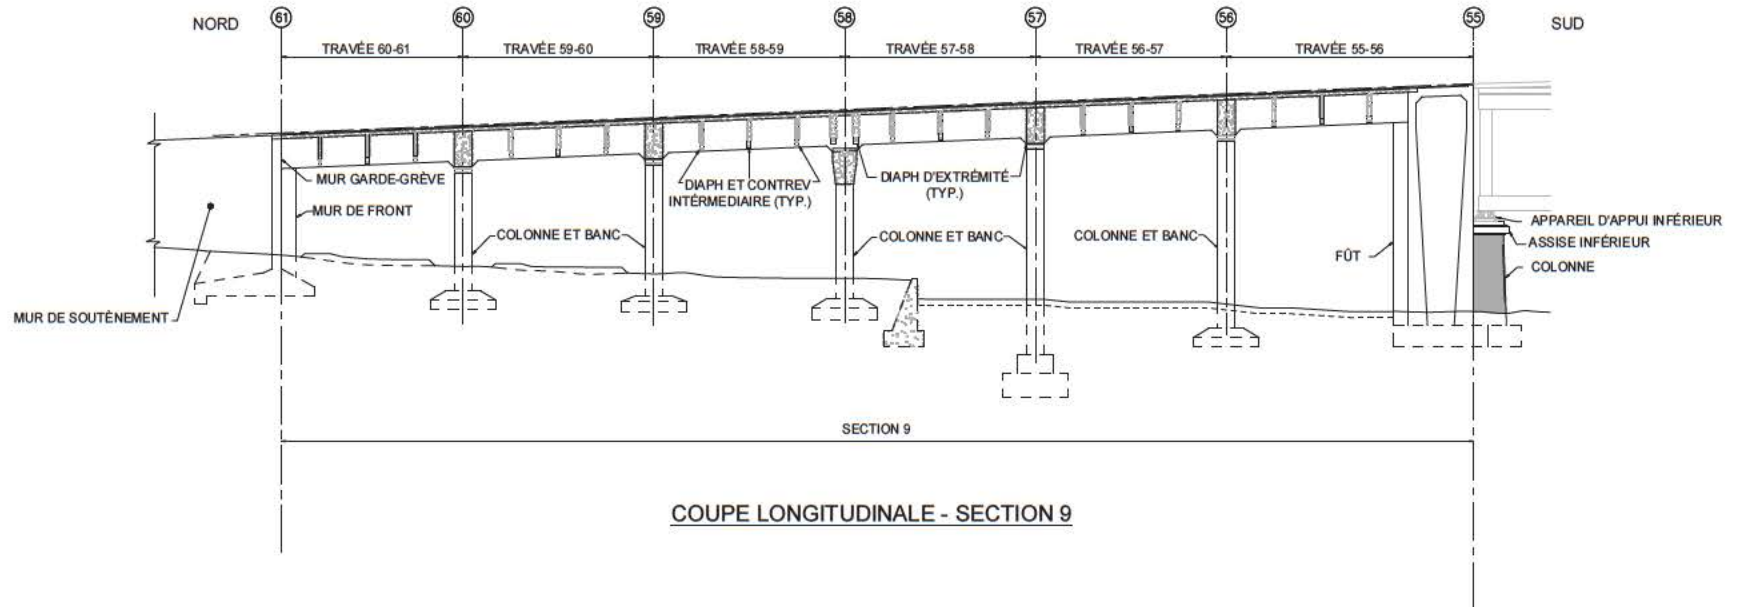 NORD
61
60
59
58
57
56
55
SUD
TRAVÉE 60-61
TRAVÉE 59-60
TRAVÉE 58-59
TRAVÉE 57-58
TRAVÉE 56-57
TRAVÉE 55-56
MUR GARDE-GRÈVE
MUR DE FRONT
DIAPH ET CONTREV
INTÉRMEDIAIRE (TYP.)
DIAPH D'EXTRÉMITÉ
(TYP.)
COLONNE ET BANC
COLONNE ET BANC
COLONNE ET BANC
FÛT
APPAREIL D'APPUI INFÉRIEUR
ASSISE INFÉRIEUR
COLONNE
MUR DE SOUTÈNEMENT
SECTION 9
COUPE LONGITUDINALE - SECTION 9